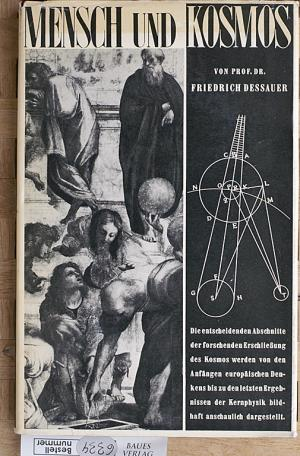 MENSCH UND KOSMOS
VON PROF. DR.
FRIEDRICH DESSAUER
C B A
N O P R K L
S M
D E
F
G S H T
Die entscheidenden Abschnitte
der forschenden Erschließung
des Kosmos werden von den
Anfängen europäischen Den-
kens bis zu den letzten Ergeb-
nissen der Kernphysik bild-
haft anschaulich dargestellt.
Bestell
nummer
6334
BAUES
VERLAG